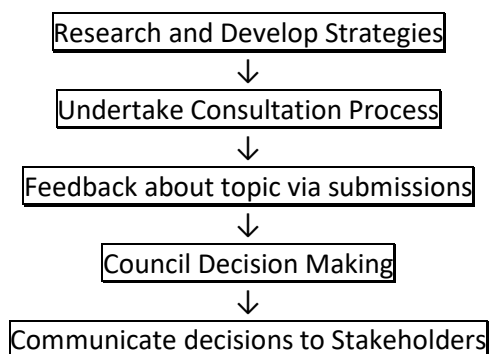 Research and Develop Strategies
↓
Undertake Consultation Process
↓
Feedback about topic via submissions
↓
Council Decision Making
↓
Communicate decisions to Stakeholders